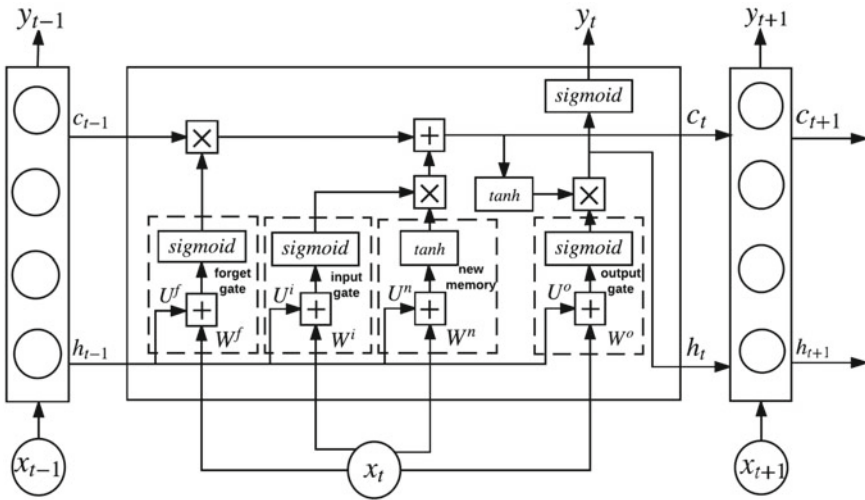 y_{t-1} y_t y_{t+1}
sigmoid
c_{t-1} × + c_t c_{t+1}
tanh × ×
sigmoid sigmoid tanh sigmoid
forget gate input gate new memory output gate
U^f + U^i + U^n + U^o +
W^f W^i W^n W^o
h_{t-1} h_t h_{t+1}
x_{t-1} x_t x_{t+1}